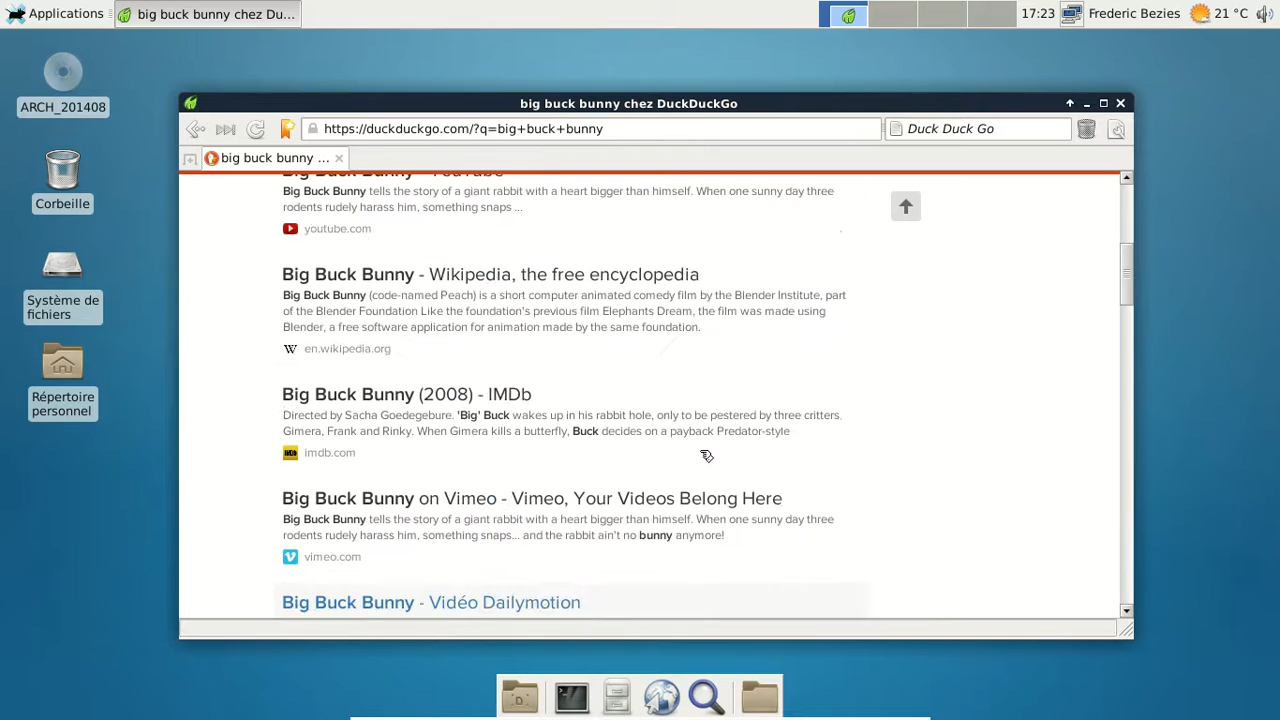 Applications
big buck bunny chez Du...
17:23
Frederic Bezies
21 °C
ARCH_201408
Corbeille
Système de
fichiers
Répertoire
personnel
big buck bunny chez DuckDuckGo
https://duckduckgo.com/?q=big+buck+bunny
Duck Duck Go
big buck bunny ...
Big Buck Bunny - YouTube
Big Buck Bunny tells the story of a giant rabbit with a heart bigger than himself. When one sunny day three
rodents rudely harass him, something snaps ...
youtube.com
Big Buck Bunny - Wikipedia, the free encyclopedia
Big Buck Bunny (code-named Peach) is a short computer animated comedy film by the Blender Institute, part
of the Blender Foundation Like the foundation's previous film Elephants Dream, the film was made using
Blender, a free software application for animation made by the same foundation.
W en.wikipedia.org
Big Buck Bunny (2008) - IMDb
Directed by Sacha Goedegebure. 'Big' Buck wakes up in his rabbit hole, only to be pestered by three critters.
Gimera, Frank and Rinky. When Gimera kills a butterfly, Buck decides on a payback Predator-style
imdb.com
Big Buck Bunny on Vimeo - Vimeo, Your Videos Belong Here
Big Buck Bunny tells the story of a giant rabbit with a heart bigger than himself. When one sunny day three
rodents rudely harass him, something snaps... and the rabbit ain't no bunny anymore!
vimeo.com
Big Buck Bunny - Vidéo Dailymotion